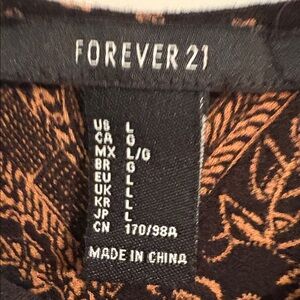 FOREVER 21
US L
CA G
MX L/G
BR G
EU L
UK L
KR L
JP L
CN 170/98A
MADE IN CHINA